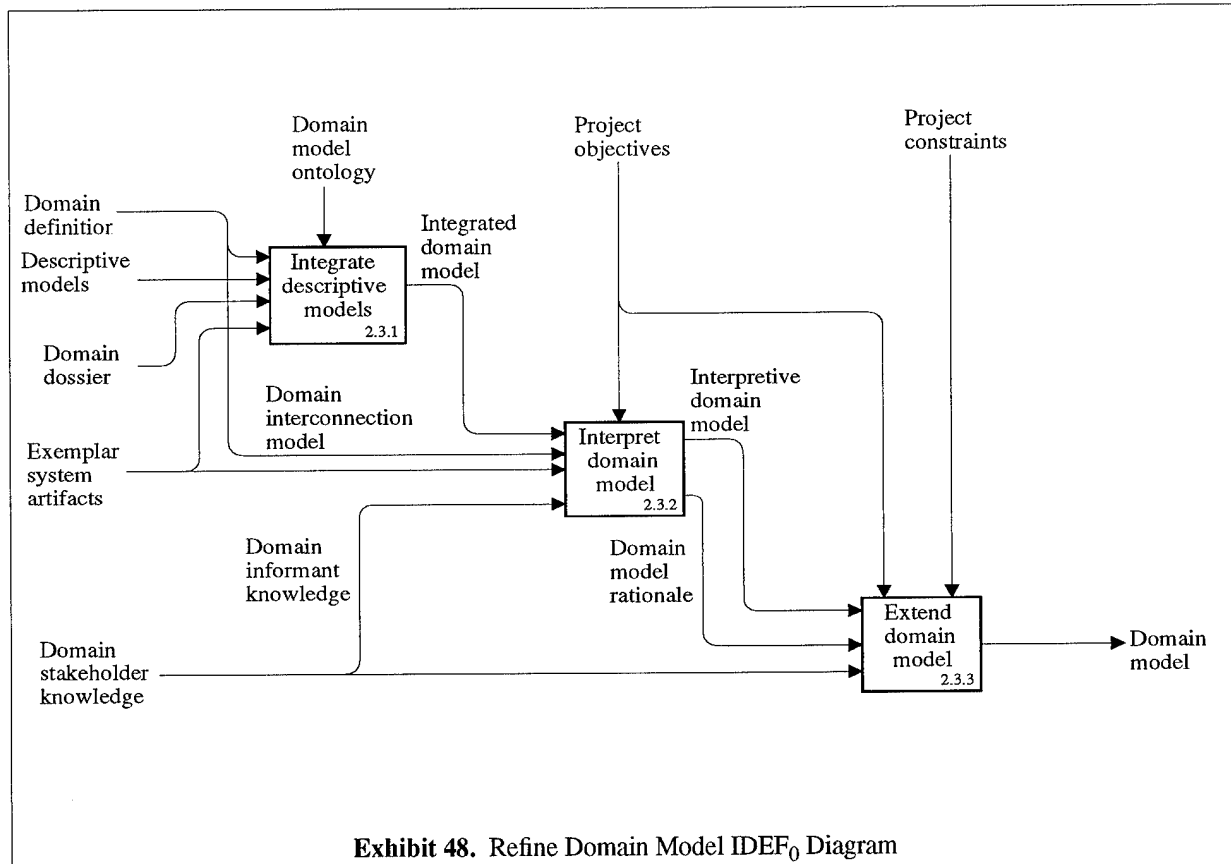 Domain
model
ontology
Project
objectives
Project
constraints
Domain
definitior
Descriptive
models
Domain
dossier
Exemplar
system
artifacts
Domain
stakeholder
knowledge
Integrate
descriptive
models
2.3.1
Integrated
domain
model
Domain
interconnection
model
Interpret
domain
model
2.3.2
Interpretive
domain
model
Domain
informant
knowledge
Domain
model
rationale
Extend
domain
model
2.3.3
Domain
model
Exhibit 48. Refine Domain Model IDEF0 Diagram